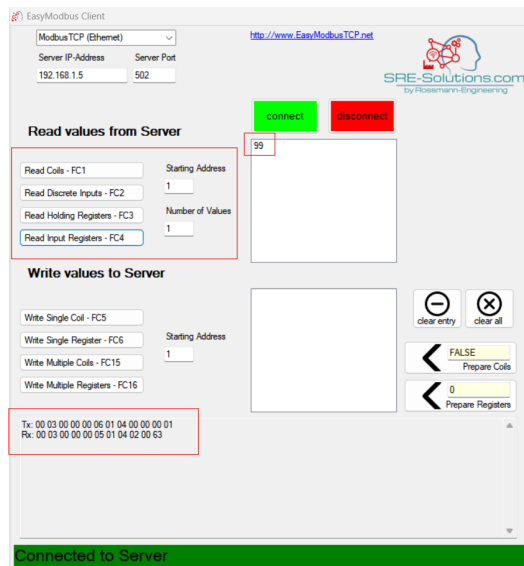 EasyModbus Client
ModbusTCP (Ethernet)
http://www.EasyModbusTCP.net
Server IP-Address Server Port
192.168.1.5 502
SRE-Solutions.com
by Rossmann-Engineering
connect disconnect
Read values from Server
99
Read Coils - FC1 Starting Address
1
Read Discrete Inputs - FC2
Read Holding Registers - FC3 Number of Values
1
Read Input Registers - FC4
Write values to Server
Write Single Coil - FC5
clear entry clear all
Write Single Register - FC6 Starting Address
1
FALSE
Write Multiple Coils - FC15
Prepare Coils
Write Multiple Registers - FC16
0
Prepare Registers
Tx: 00 03 00 00 00 06 01 04 00 00 00 01
Rx: 00 03 00 00 00 05 01 04 02 00 63
Connected to Server